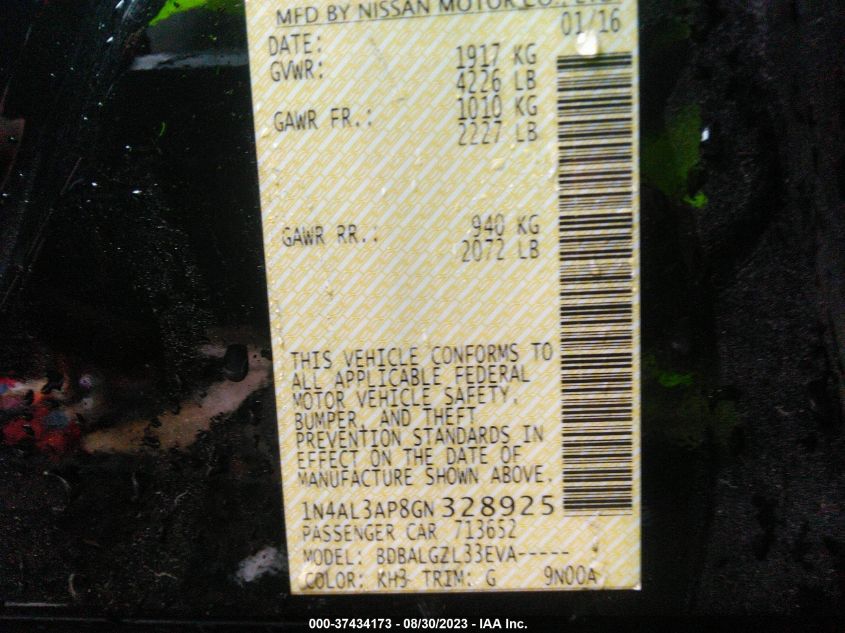 MFD BY NISSAN MOTOR CO., LTD.
DATE: 01/16
GVWR: 1917 KG
4226 LB
GAWR FR.: 1010 KG
2227 LB
GAWR RR.: 940 KG
2072 LB
THIS VEHICLE CONFORMS TO
ALL APPLICABLE FEDERAL
MOTOR VEHICLE SAFETY,
BUMPER, AND THEFT
PREVENTION STANDARDS IN
EFFECT ON THE DATE OF
MANUFACTURE SHOWN ABOVE.
1N4AL3AP8GN 328925
PASSENGER CAR 713652
MODEL: BDBALGZL33EVA-----
COLOR: KH3 TRIM: G 9N00A
000-37434173 - 08/30/2023 - IAA Inc.